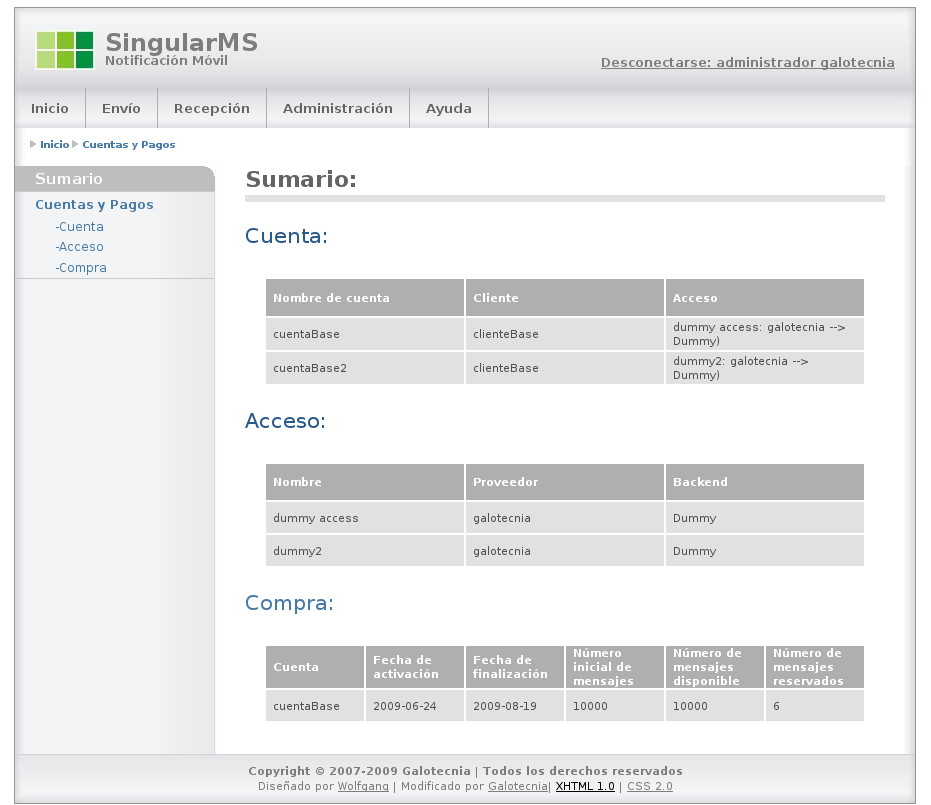 SingularMS
Notificación Móvil
Desconectarse: administrador galotecnia
Inicio Envío Recepción Administración Ayuda
Inicio Cuentas y Pagos
Sumario
Cuentas y Pagos
-Cuenta
-Acceso
-Compra
Sumario:
Cuenta:
Nombre de cuenta Cliente Acceso
cuentaBase clienteBase dummy access: galotecnia -->
Dummy)
cuentaBase2 clienteBase dummy2: galotecnia -->
Dummy)
Acceso:
Nombre Proveedor Backend
dummy access galotecnia Dummy
dummy2 galotecnia Dummy
Compra:
Cuenta
Fecha de
activación
Fecha de
finalización
Número
inicial de
mensajes
Número de
mensajes
disponible
Número de
mensajes
reservados
cuentaBase 2009-06-24 2009-08-19 10000 10000 6
Copyright © 2007-2009 Galotecnia | Todos los derechos reservados
Diseñado por Wolfgang | Modificado por Galotecnia| XHTML 1.0 | CSS 2.0